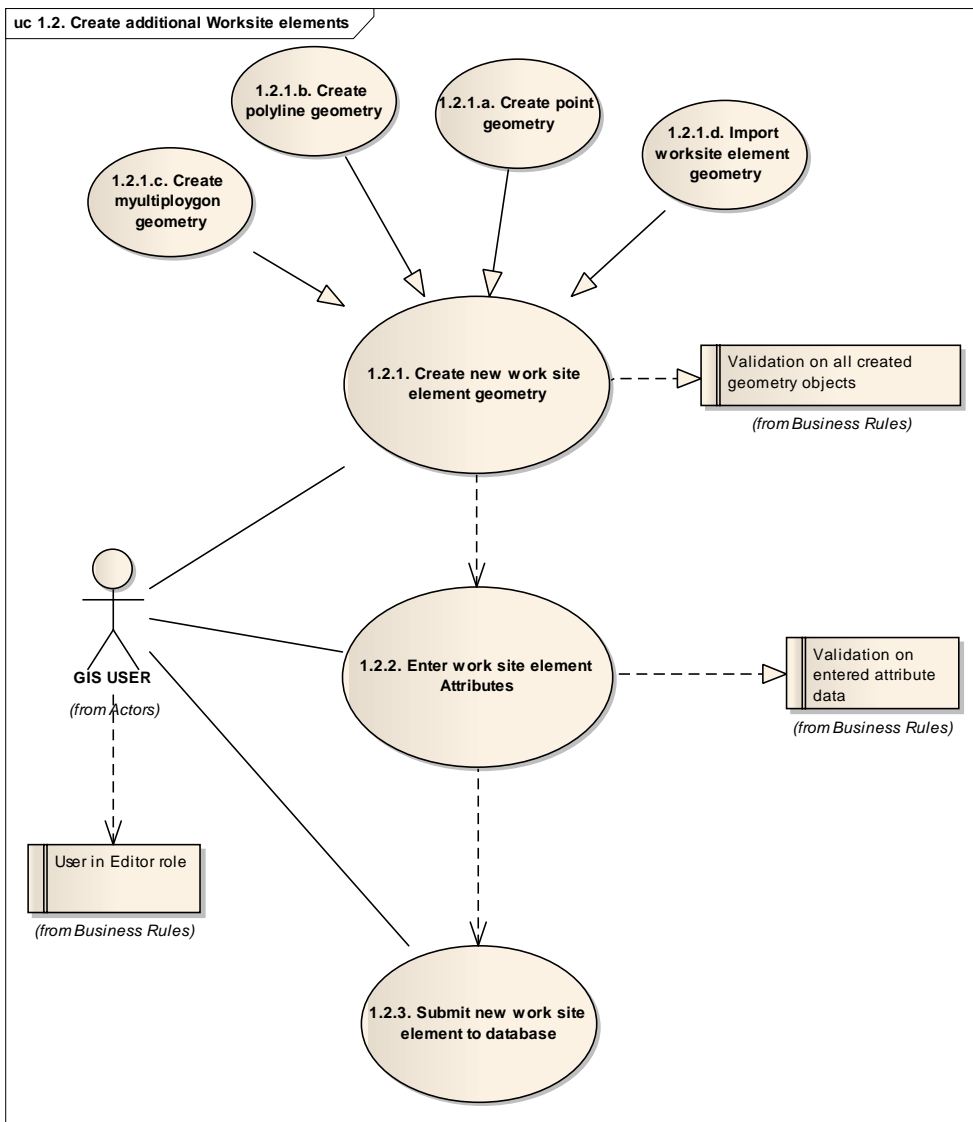 uc 1.2. Create additional Worksite elements
1.2.1.b. Create
polyline geometry
1.2.1.a. Create point
geometry
1.2.1.d. Import
worksite element
geometry
1.2.1.c. Create
myultiploygon
geometry
1.2.1. Create new work site
element geometry
Validation on all created
geometry objects
(from Business Rules)
GIS USER
(from Actors)
1.2.2. Enter work site element
Attributes
Validation on
entered attribute
data
(from Business Rules)
User in Editor role
(from Business Rules)
1.2.3. Submit new work site
element to database